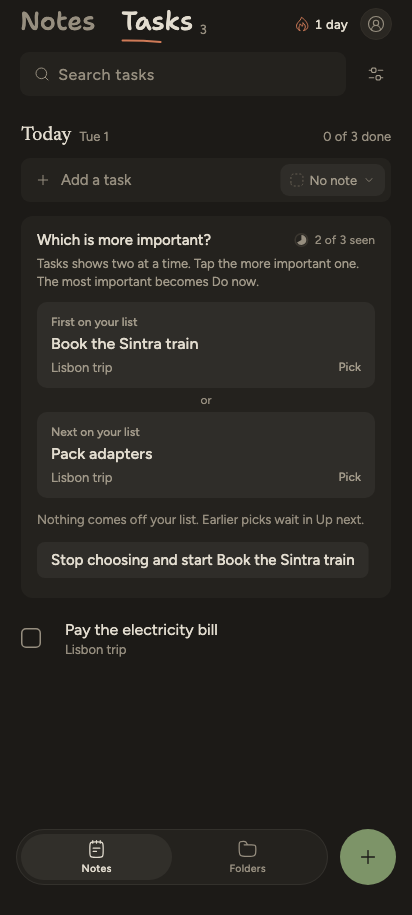 Notes Tasks 3 1 day
Search tasks
Today Tue 1 0 of 3 done
Add a task No note
Which is more important? 2 of 3 seen
Tasks shows two at a time. Tap the more important one.
The most important becomes Do now.
First on your list
Book the Sintra train
Lisbon trip Pick
or
Next on your list
Pack adapters
Lisbon trip Pick
Nothing comes off your list. Earlier picks wait in Up next.
Stop choosing and start Book the Sintra train
Pay the electricity bill
Lisbon trip
Notes Folders